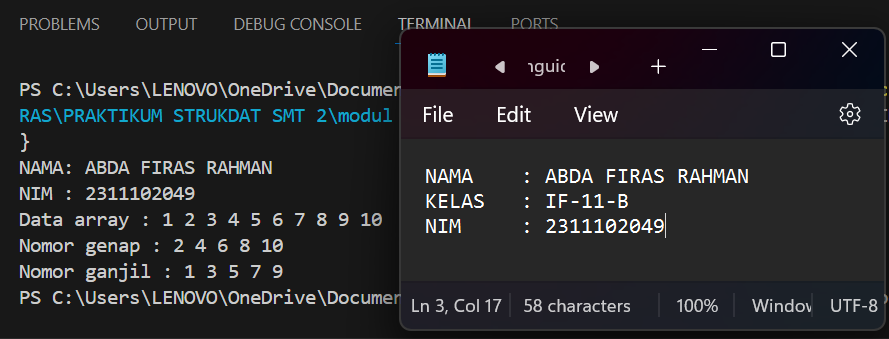 PROBLEMS OUTPUT DEBUG CONSOLE TERMINAL PORTS
PS C:\Users\LENOVO\OneDrive\Documen
RAS\PRAKTIKUM STRUKDAT SMT 2\modul
}
NAMA: ABDA FIRAS RAHMAN
NIM : 2311102049
Data array : 1 2 3 4 5 6 7 8 9 10
Nomor genap : 2 4 6 8 10
Nomor ganjil : 1 3 5 7 9
PS C:\Users\LENOVO\OneDrive\Documen
File Edit View
NAMA : ABDA FIRAS RAHMAN
KELAS : IF-11-B
NIM : 2311102049
Ln 3, Col 17 58 characters 100% Window UTF-8